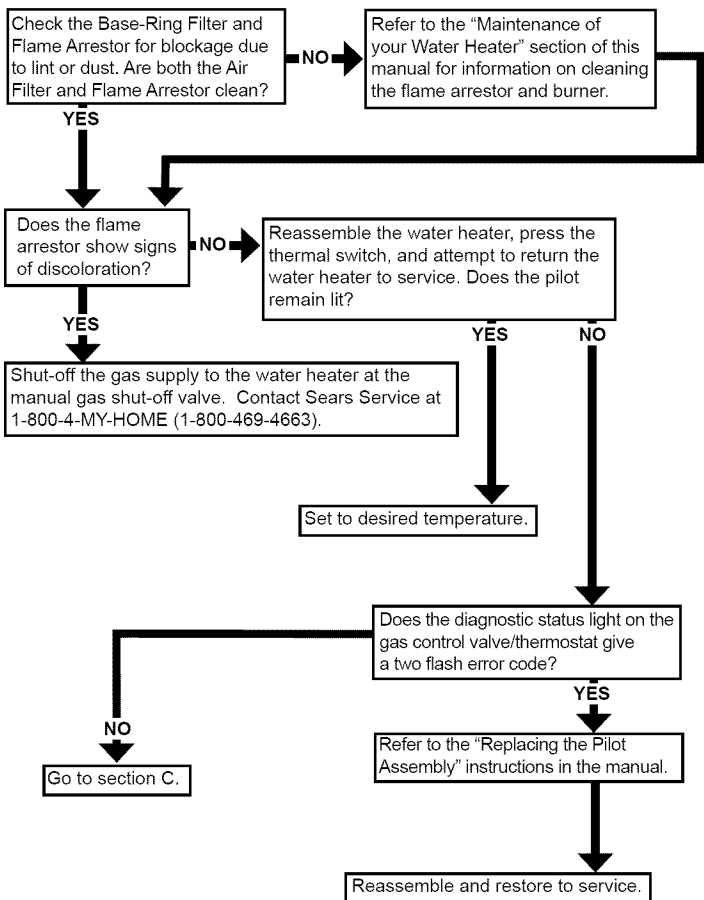 Check the Base-Ring Filter and
Flame Arrestor for blockage due
to lint or dust. Are both the Air
Filter and Flame Arrestor clean?
NO
Refer to the “Maintenance of
your Water Heater” section of this
manual for information on cleaning
the flame arrestor and burner.
YES
Does the flame
arrestor show signs
of discoloration?
NO
Reassemble the water heater, press the
thermal switch, and attempt to return the
water heater to service. Does the pilot
remain lit?
YES
YES
NO
Shut-off the gas supply to the water heater at the
manual gas shut-off valve. Contact Sears Service at
1-800-4-MY-HOME (1-800-469-4663).
Set to desired temperature.
Does the diagnostic status light on the
gas control valve/thermostat give
a two flash error code?
YES
NO
Refer to the “Replacing the Pilot
Assembly” instructions in the manual.
Go to section C.
Reassemble and restore to service.